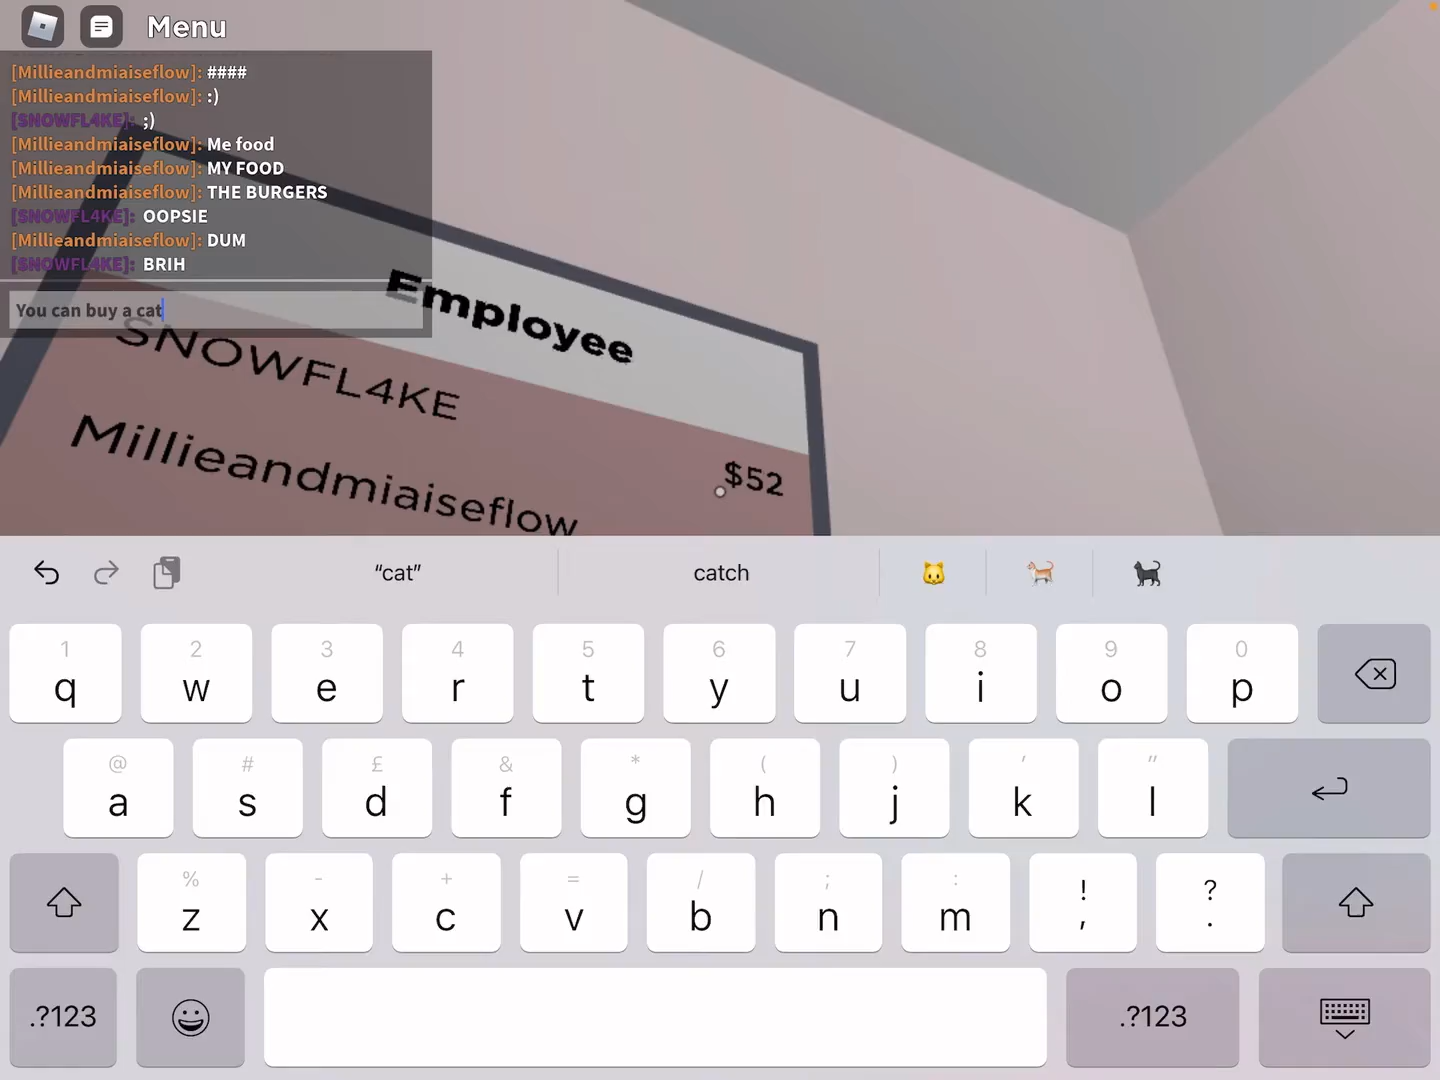 Menu
[Millieandmiaiseflow]: ####
[Millieandmiaiseflow]: :)
[SNOWFL4KE]: ;)
[Millieandmiaiseflow]: Me food
[Millieandmiaiseflow]: MY FOOD
[Millieandmiaiseflow]: THE BURGERS
[SNOWFL4KE]: OOPSIE
[Millieandmiaiseflow]: DUM
[SNOWFL4KE]: BRIH
You can buy a cat
Employee
SNOWFL4KE
Millieandmiaiseflow
$52
“cat” catch
1 2 3 4 5 6 7 8 9 0
q w e r t y u i o p
@ # £ & * ( ) ' "
a s d f g h j k l
% - + = / ; : ! ?
z x c v b n m , .
.?123 .?123